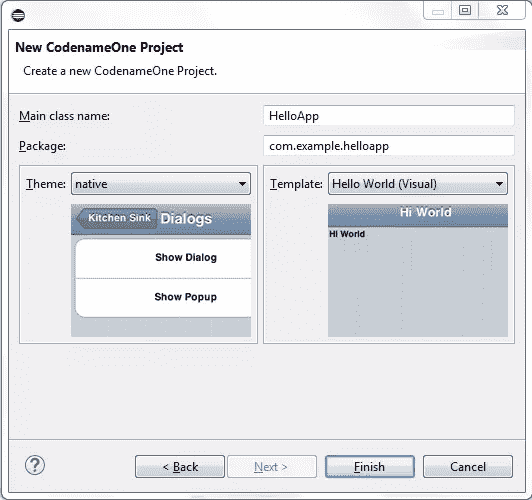 New CodenameOne Project
Create a new CodenameOne Project.
Main class name: HelloApp
Package: com.example.helloapp
Theme: native
Template: Hello World (Visual)
Kitchen Sink Dialogs
Show Dialog
Show Popup
Hi World
Hi World
? < Back Next > Finish Cancel